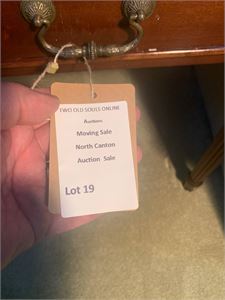 TWO OLD SOULS ONLINE
Auctions
Moving Sale
North Canton
Auction Sale
Lot 19